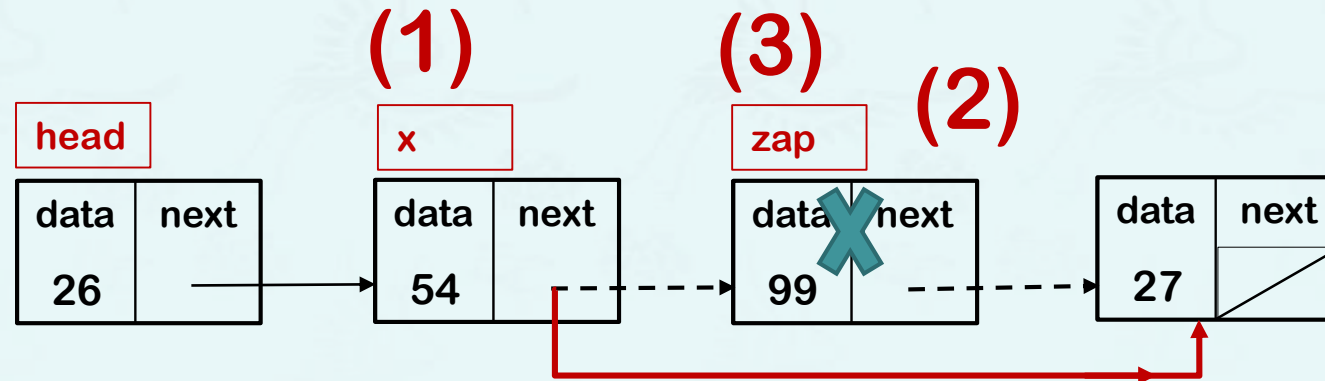 (1)
(3)
(2)
head
x
zap
data next
26
data next
54
data next
99
data next
27